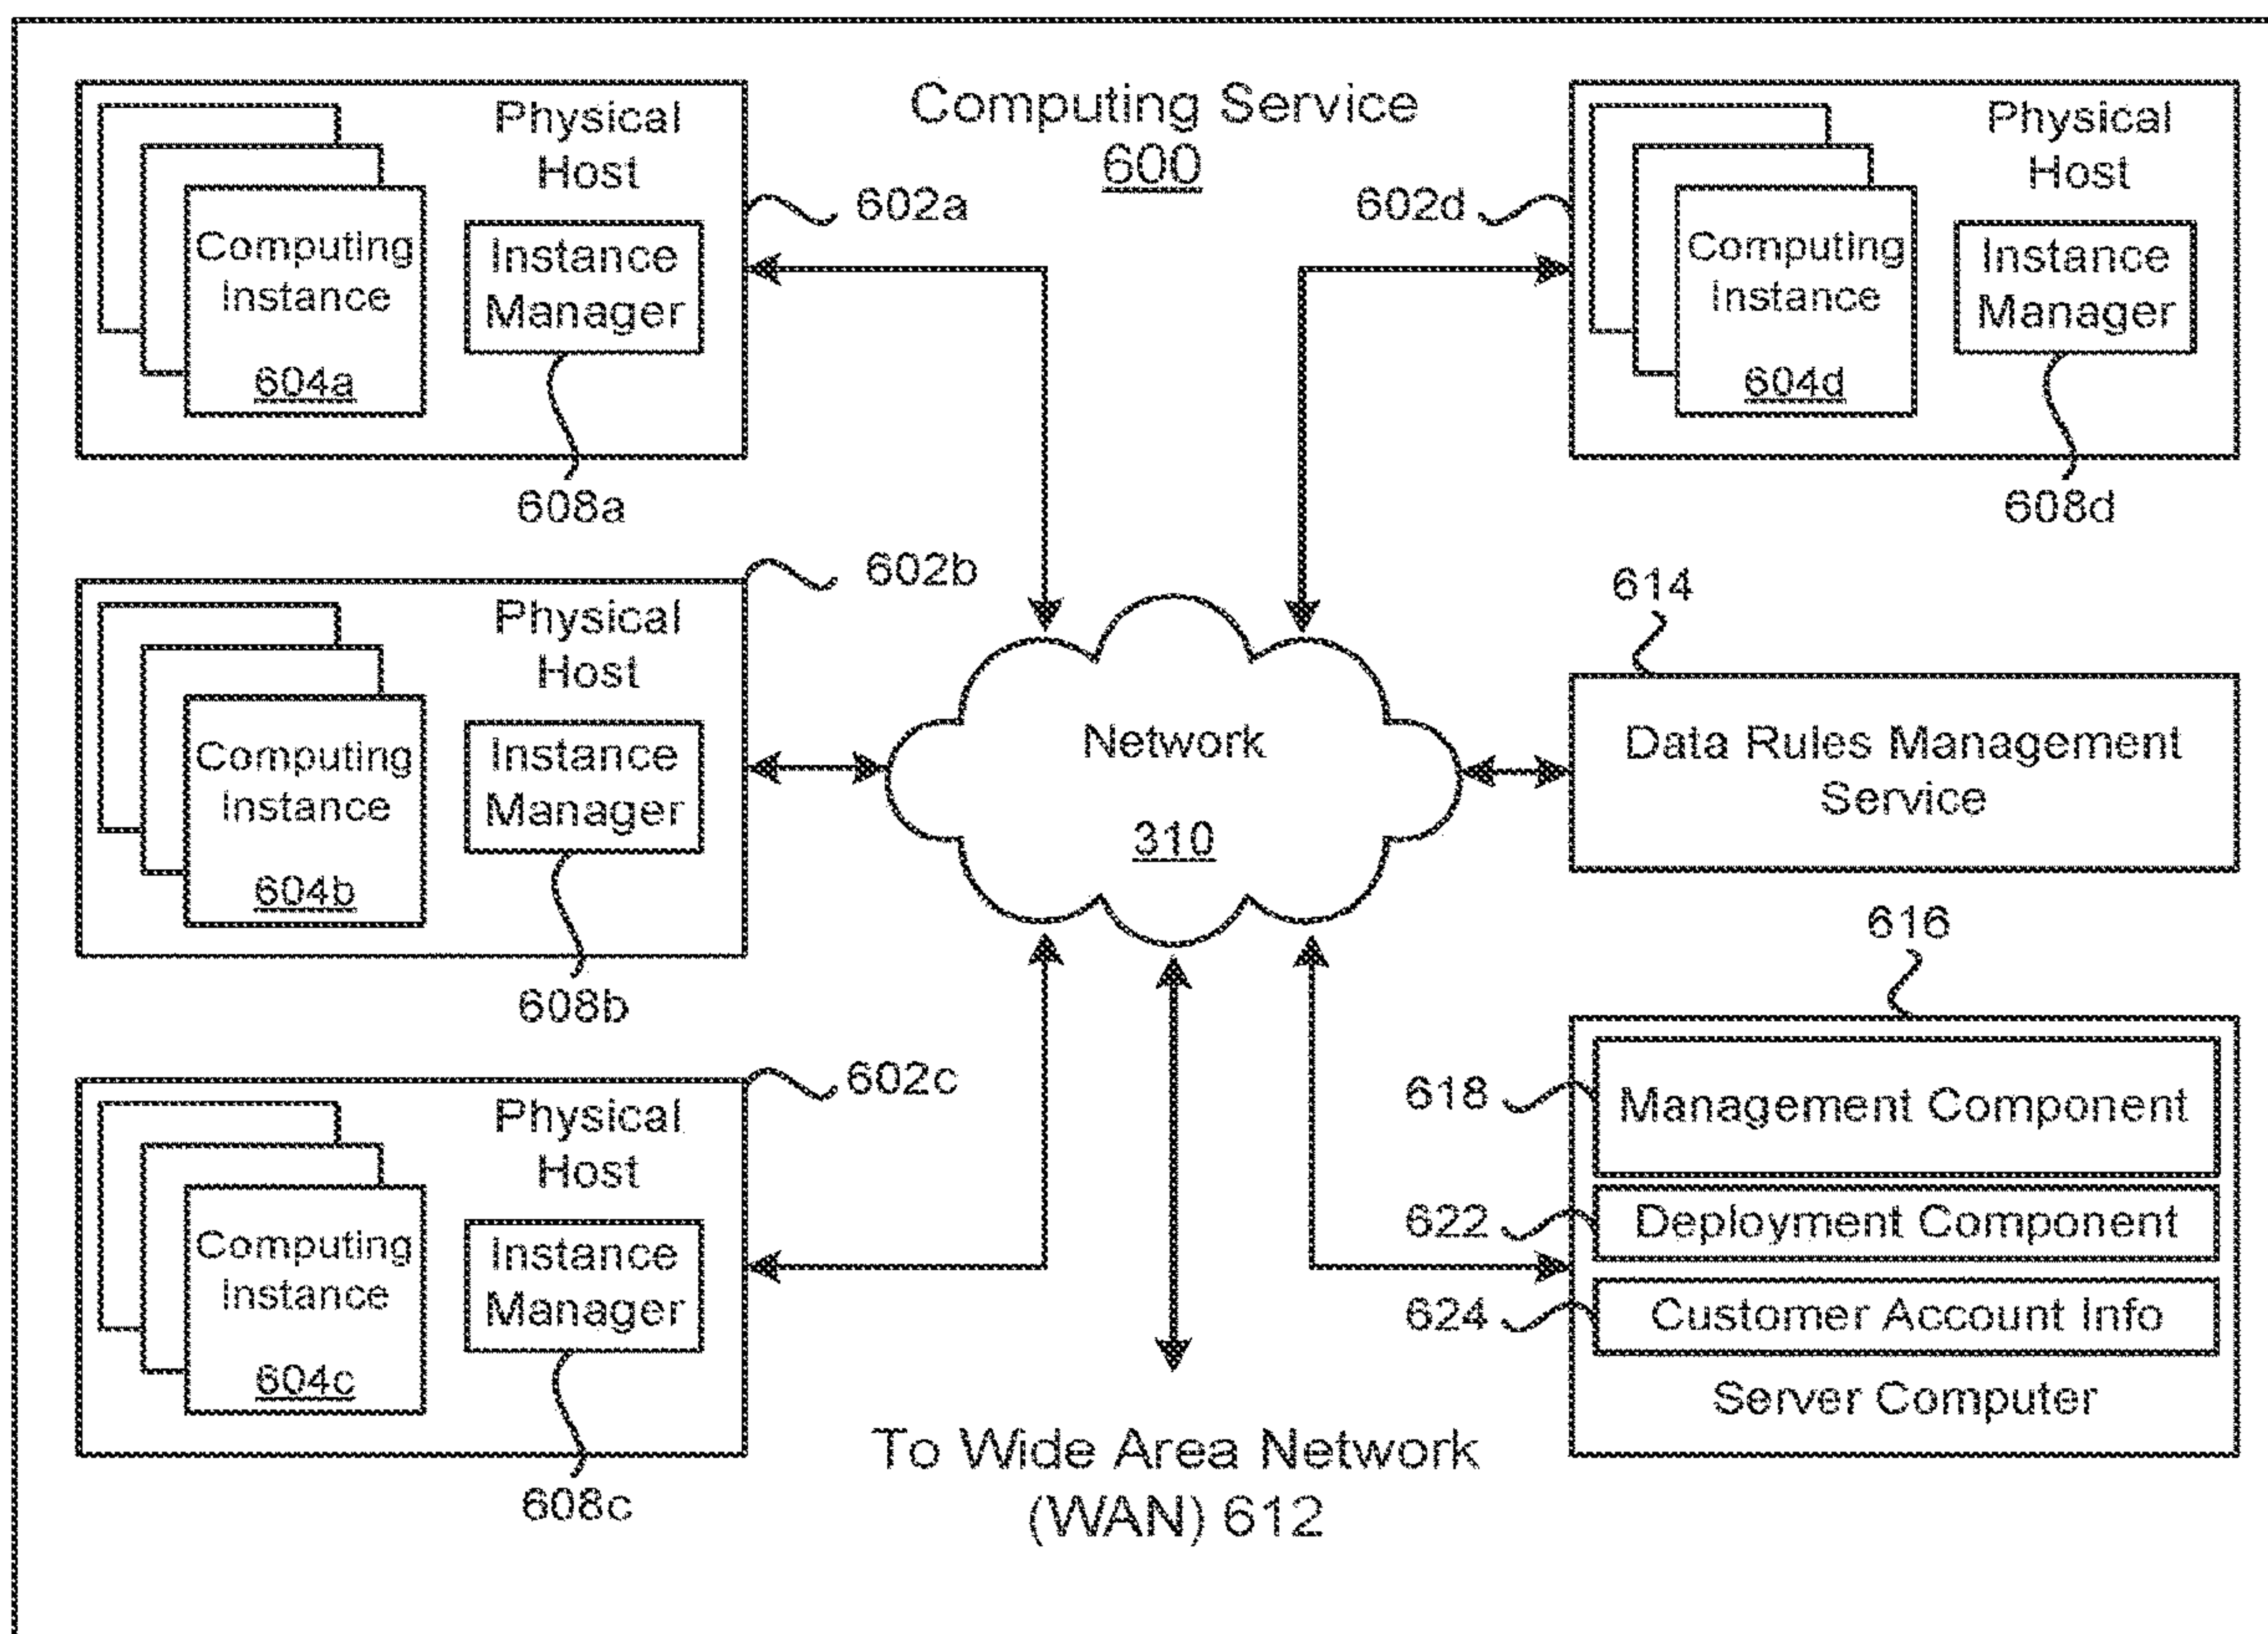 Computing Service
600
Physical
Host
Computing
Instance
604a
Instance
Manager
602a
608a
Physical
Host
Computing
Instance
604d
Instance
Manager
602d
608d
Physical
Host
Computing
Instance
604b
Instance
Manager
602b
608b
Network
310
614
Data Rules Management
Service
Physical
Host
Computing
Instance
604c
Instance
Manager
602c
608c
To Wide Area Network
(WAN) 612
616
618
Management Component
622
Deployment Component
624
Customer Account Info
Server Computer